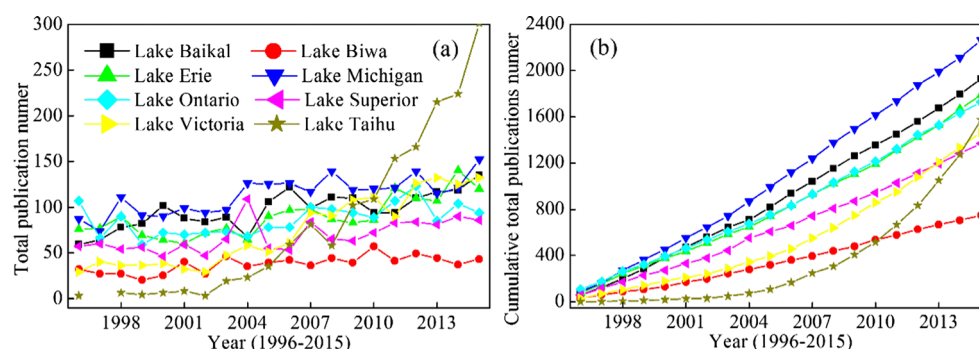 300
250
200
150
100
50
0
Total publication numer
(a)
Lake Baikal
Lake Biwa
Lake Erie
Lake Michigan
Lake Ontario
Lake Superior
Lake Victoria
Lake Taihu
1998 2001 2004 2007 2010 2013
Year (1996-2015)
2400
2000
1600
1200
800
400
0
Cumulative total publications numer
(b)
1998 2001 2004 2007 2010 2013
Year (1996-2015)